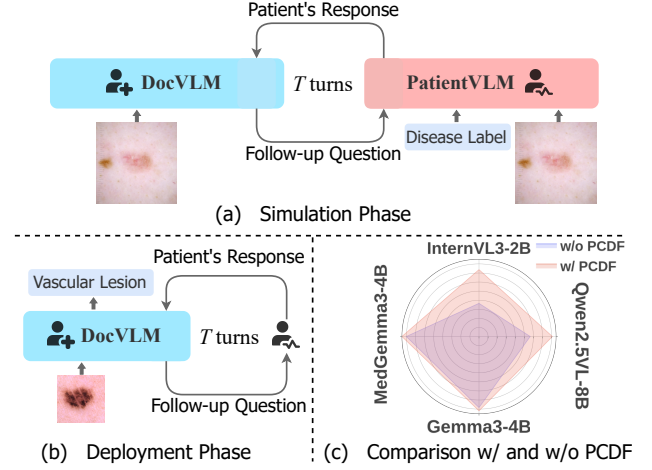 Patient's Response
DocVLM
T turns
PatientVLM
Follow-up Question
Disease Label
(a) Simulation Phase
Patient's Response
Vascular Lesion
DocVLM
T turns
Follow-up Question
(b) Deployment Phase
InternVL3-2B
w/o PCDF
w/ PCDF
MedGemma3-4B
Qwen2.5VL-8B
Gemma3-4B
(c) Comparison w/ and w/o PCDF